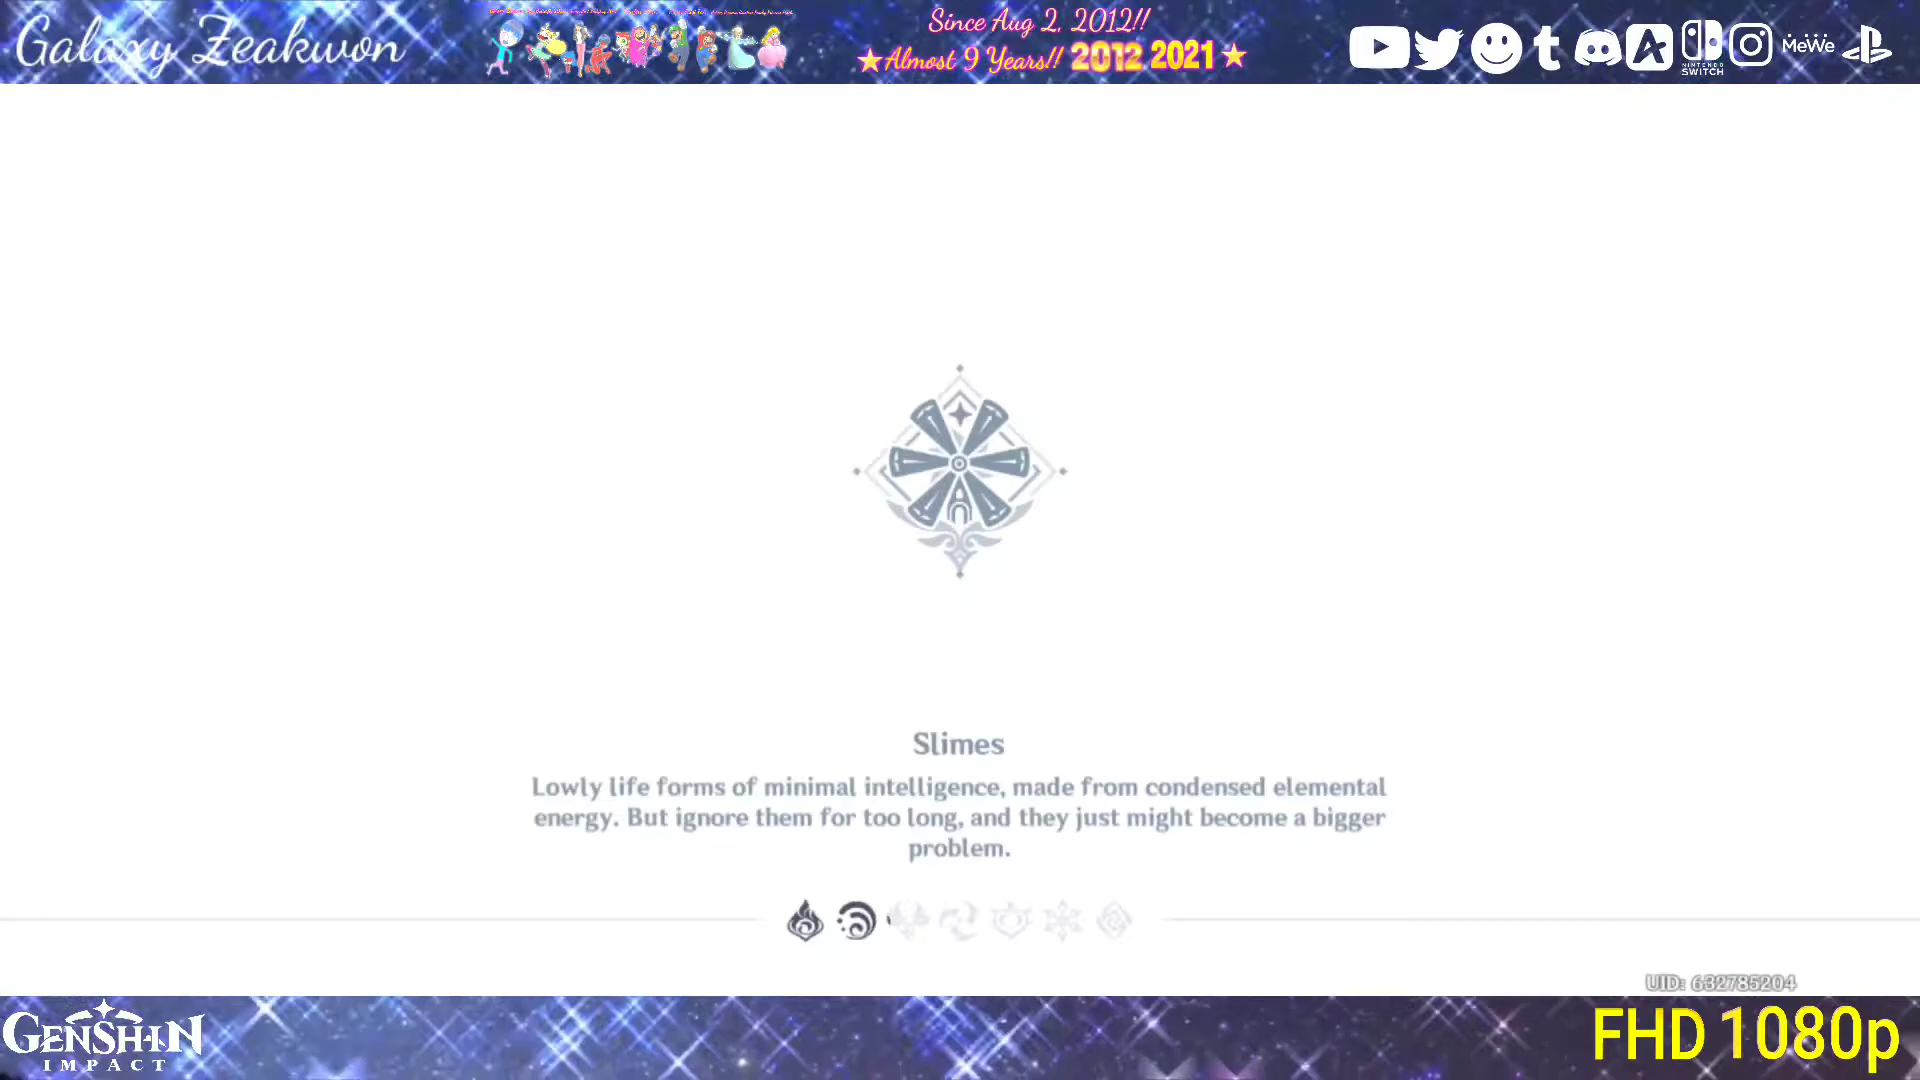 Galaxy Zeakwon
Since Aug 2, 2012!!
★Almost 9 Years!! 2012 2021 ★
NINTENDO
SWITCH
MeWe
Slimes
Lowly life forms of minimal intelligence, made from condensed elemental
energy. But ignore them for too long, and they just might become a bigger
problem.
UID: 632785204
GENSHIN
IMPACT
FHD 1080p